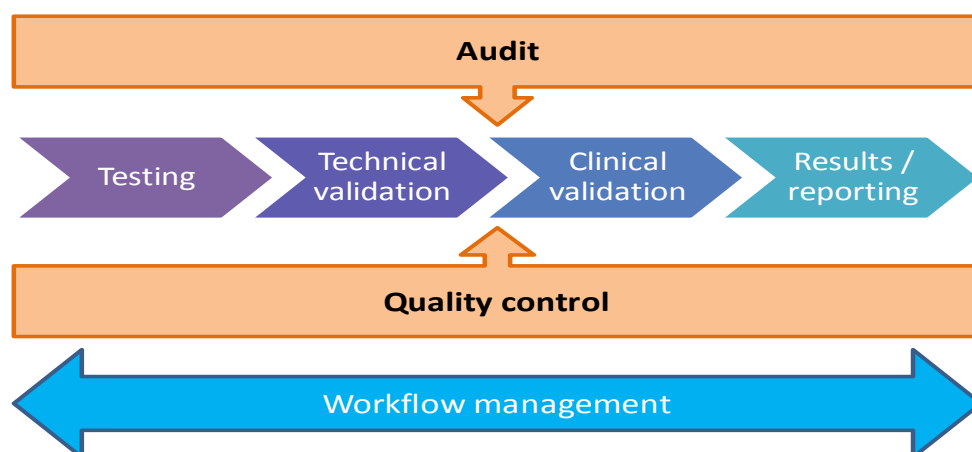 Audit
Testing
Technical
validation
Clinical
validation
Results /
reporting
Quality control
Workflow management